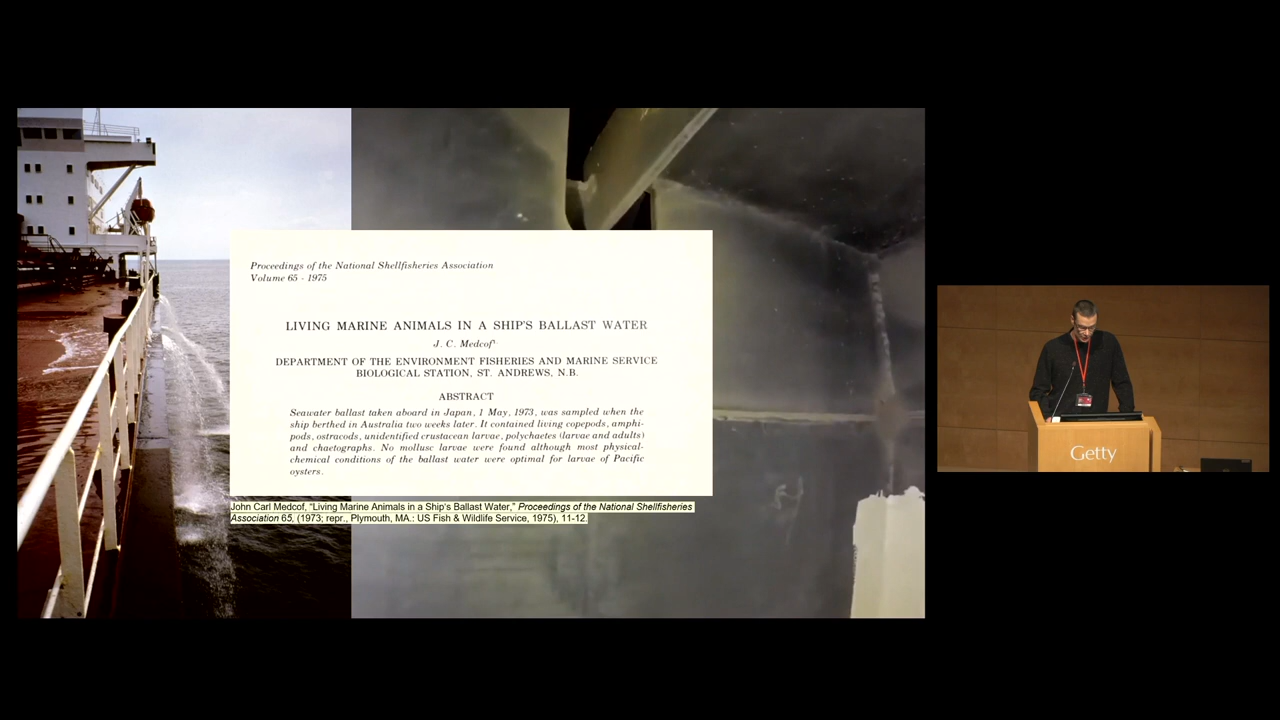 Proceedings of the National Shellfisheries Association
Volume 65 - 1975
LIVING MARINE ANIMALS IN A SHIP'S BALLAST WATER
J. C. Medcof
DEPARTMENT OF THE ENVIRONMENT FISHERIES AND MARINE SERVICE
BIOLOGICAL STATION, ST. ANDREWS, N.B.
ABSTRACT
Seawater ballast taken aboard in Japan, 1 May, 1973, was sampled when the
ship berthed in Australia two weeks later. It contained living copepods, amphi-
pods, ostracods, unidentified crustacean larvae, polychaetes (larvae and adults)
and chaetographs. No mollusc larvae were found although most physical-
chemical conditions of the ballast water were optimal for larvae of Pacific
oysters.
John Carl Medcof, "Living Marine Animals in a Ship's Ballast Water," Proceedings of the National Shellfisheries
Association 65, (1973; repr., Plymouth, MA.: US Fish & Wildlife Service, 1975), 11-12.
Getty